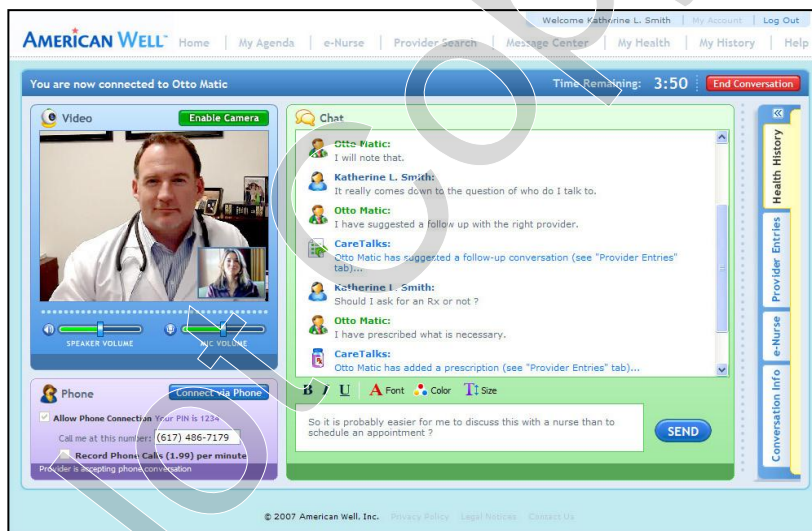 Welcome Katherine L. Smith | My Account | Log Out
AMERICAN WELL Home | My Agenda | e-Nurse | Provider Search | Message Center | My Health | My History | Help
You are now connected to Otto Matic
Time Remaining: 3:50 End Conversation
Video Enable Camera
SPEAKER VOLUME MIC VOLUME
Phone Connect via Phone
Allow Phone Connection Your PIN is 1234
Call me at this number: (617) 486-7179
Record Phone Calls (1.99) per minute
Provider is accepting phone conversation
Chat
Otto Matic:
I will note that.
Katherine L. Smith:
It really comes down to the question of who do I talk to.
Otto Matic:
I have suggested a follow up with the right provider.
CareTalks:
Otto Matic has suggested a follow-up conversation (see "Provider Entries"
tab)...
Katherine L. Smith:
Should I ask for an Rx or not ?
Otto Matic:
I have prescribed what is necessary.
CareTalks:
Otto Matic has added a prescription (see "Provider Entries" tab)...
B I U A Font Color T Size
So it is probably easier for me to discuss this with a nurse than to
schedule an appointment ?
SEND
Health History
Provider Entries
e-Nurse
Conversation Info
© 2007 American Well, Inc. Privacy Policy Legal Notices Contact Us